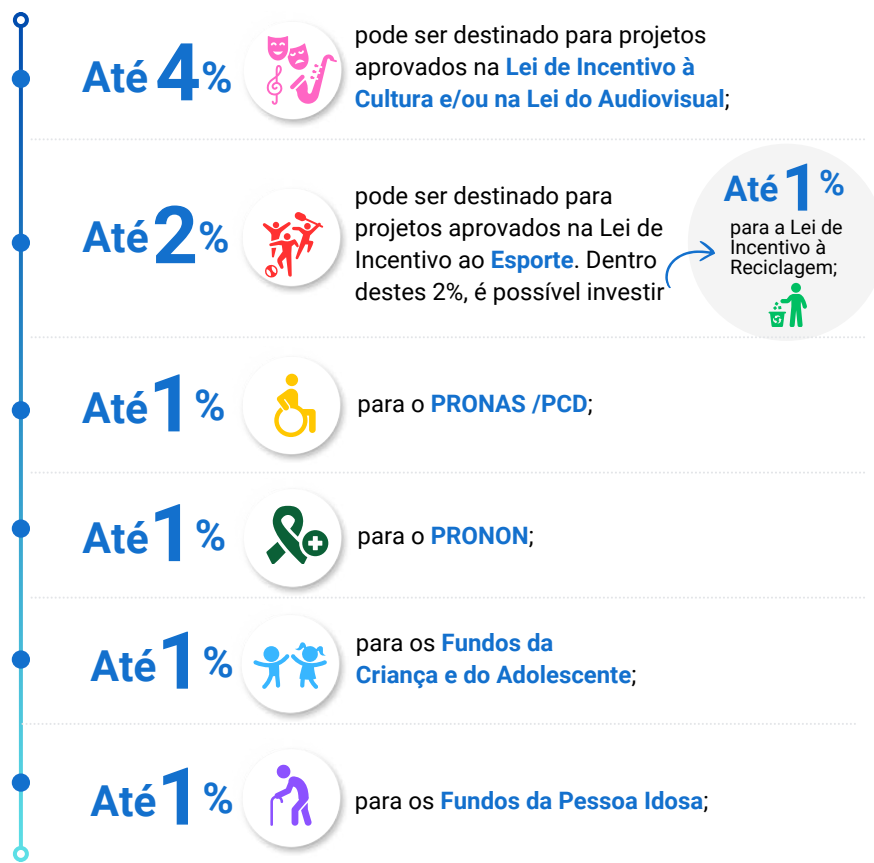 Até 4%
pode ser destinado para projetos
aprovados na Lei de Incentivo à
Cultura e/ou na Lei do Audiovisual;
Até 2%
pode ser destinado para
projetos aprovados na Lei de
Incentivo ao Esporte. Dentro
destes 2%, é possível investir
Até 1%
para a Lei de
Incentivo à
Reciclagem;
Até 1%
para o PRONAS /PCD;
Até 1%
para o PRONON;
Até 1%
para os Fundos da
Criança e do Adolescente;
Até 1%
para os Fundos da Pessoa Idosa;